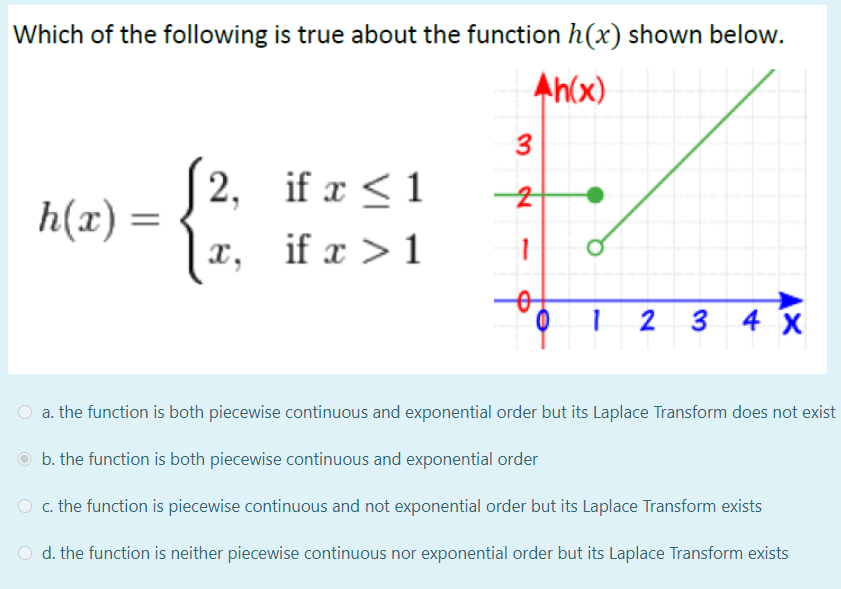 Which of the following is true about the function h(x) shown below.
h(x)
3
2
1
0
0 1 2 3 4 X
h(x) = { 2, if x ≤ 1
x, if x > 1
a. the function is both piecewise continuous and exponential order but its Laplace Transform does not exist
b. the function is both piecewise continuous and exponential order
c. the function is piecewise continuous and not exponential order but its Laplace Transform exists
d. the function is neither piecewise continuous nor exponential order but its Laplace Transform exists